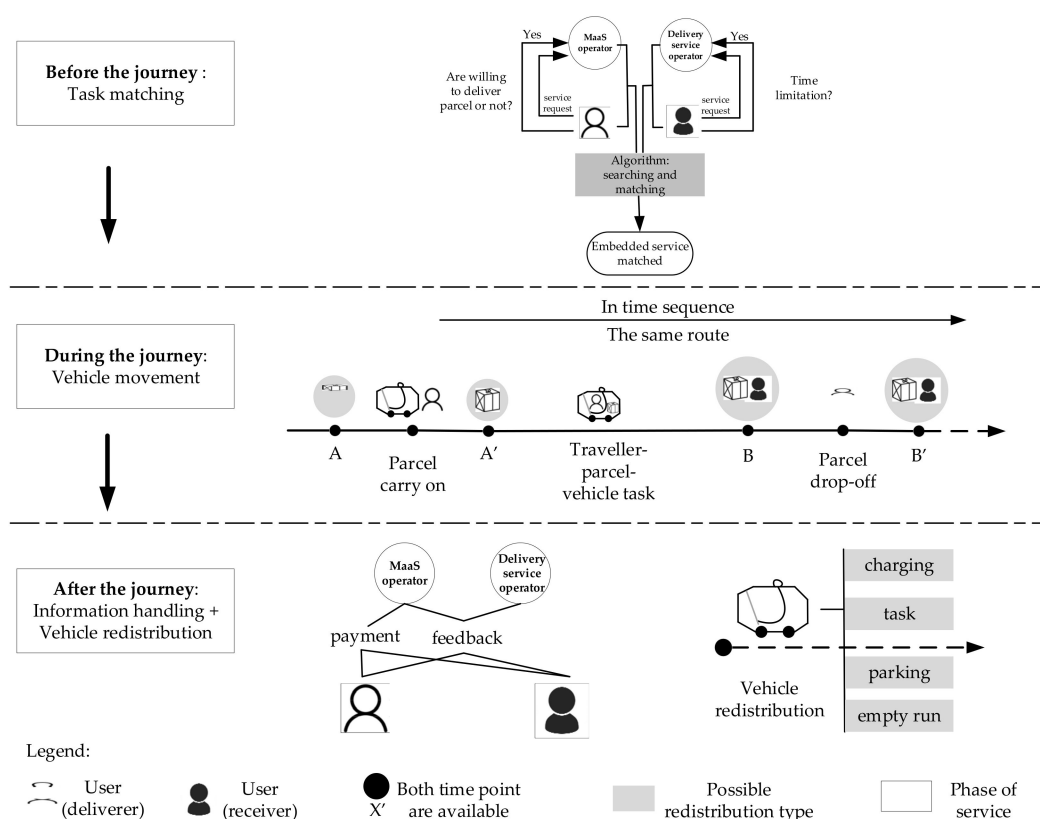 Before the journey :
Task matching
Yes
MaaS
operator
Delivery
service
operator
Yes
Are willing
to deliver
parcel or not?
service
request
service
request
Time
limitation?
Algorithm:
searching and
matching
Embedded service
matched
In time sequence
The same route
During the journey:
Vehicle movement
A
Parcel
carry on
A′
Traveller-
parcel-
vehicle task
B
Parcel
drop-off
B′
After the journey:
Information handling +
Vehicle redistribution
MaaS
operator
Delivery
service
operator
payment
feedback
charging
task
parking
empty run
Vehicle
redistribution
Legend:
User
(deliverer)
User
(receiver)
X′
Both time point
are available
Possible
redistribution type
Phase of
service